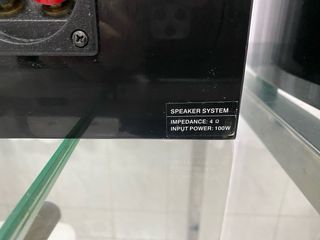 SPEAKER SYSTEM
IMPEDANCE: 4 Ω
INPUT POWER: 100W